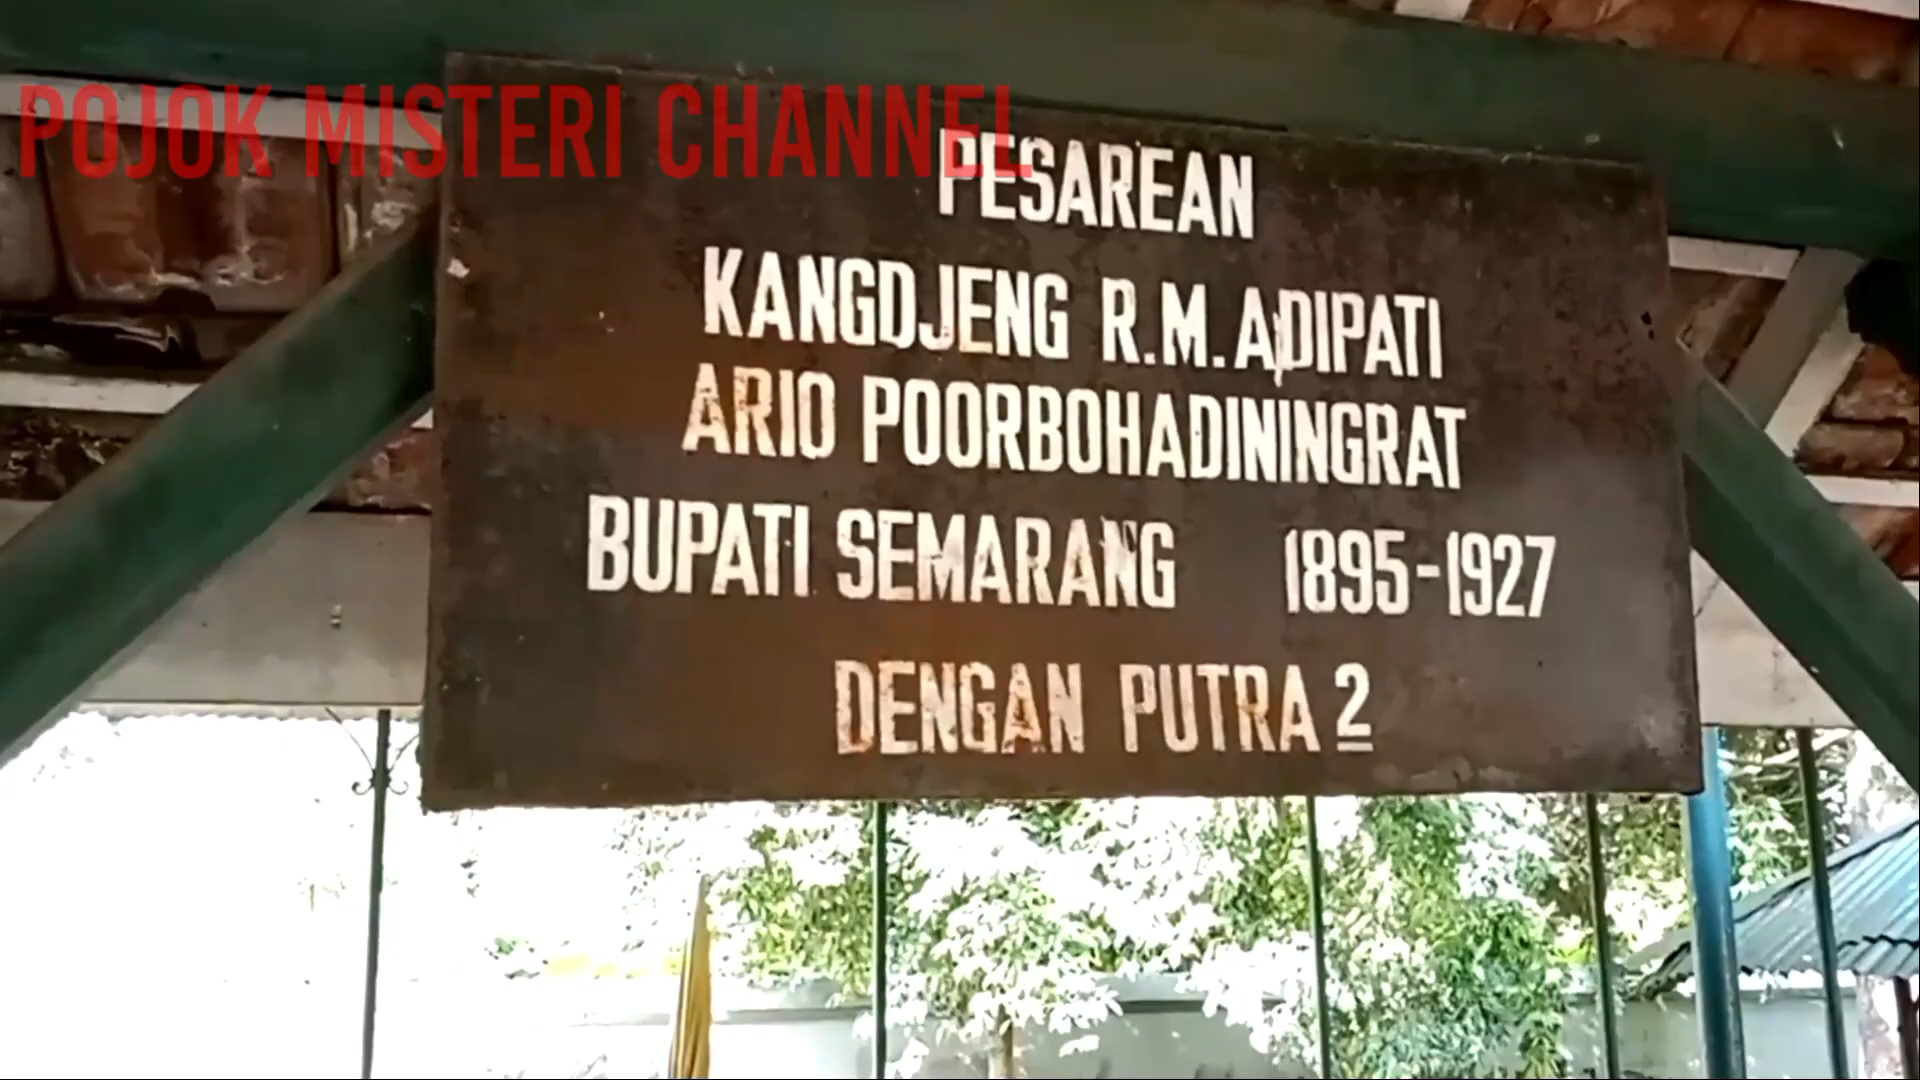 POJOK MISTERI CHANNEL
PESAREAN
KANGDJENG R.M. ADIPATI
ARIO POORBOHADININGRAT
BUPATI SEMARANG 1895-1927
DENGAN PUTRA 2